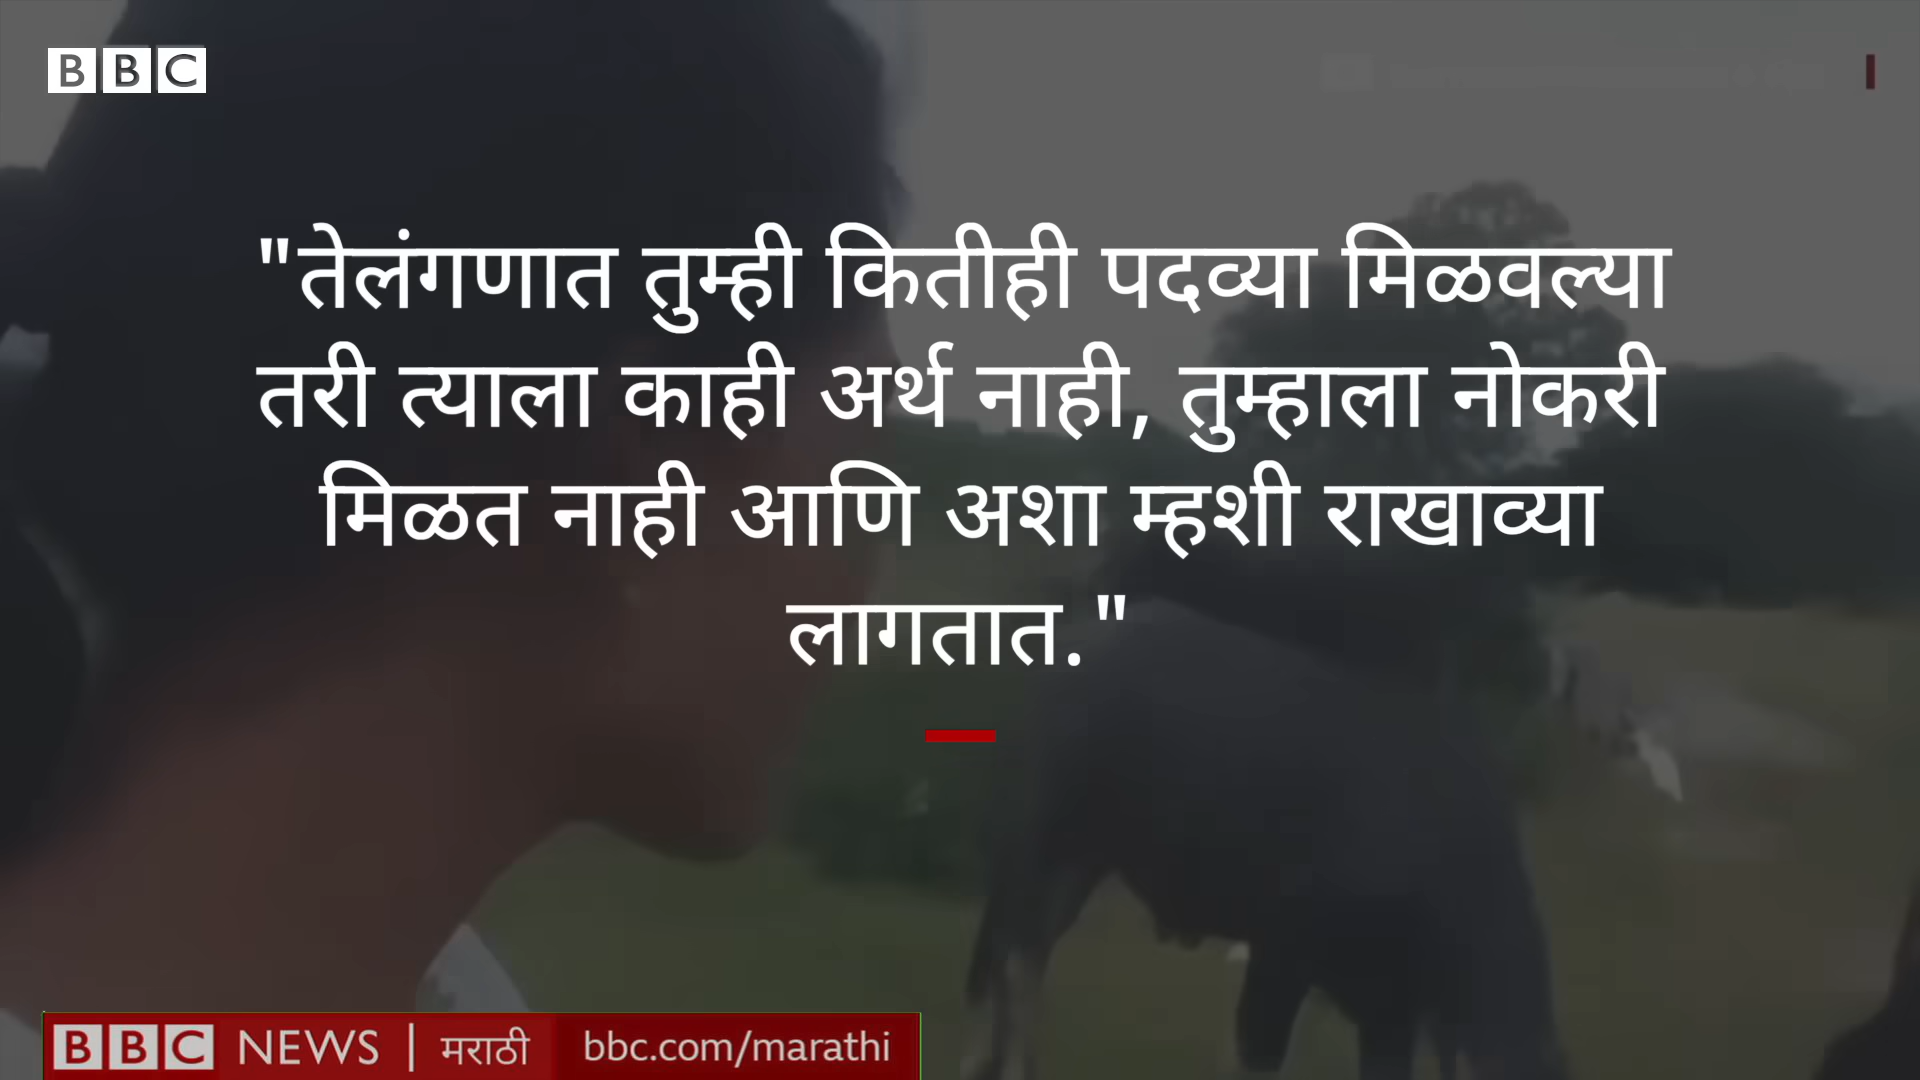 BBC
"तेलंगणात तुम्ही कितीही पदव्या मिळवल्या
तरी त्याला काही अर्थ नाही, तुम्हाला नोकरी
मिळत नाही आणि अशा म्हशी राखाव्या
लागतात."
BBC NEWS | मराठी bbc.com/marathi